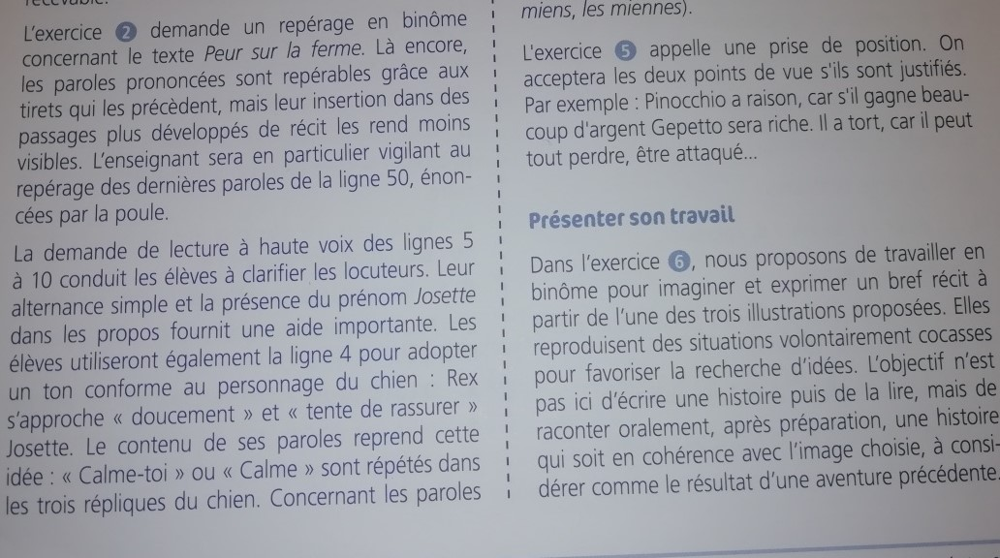 L'exercice 2 demande un repérage en binôme
concernant le texte Peur sur la ferme. Là encore,
les paroles prononcées sont repérables grâce aux
tirets qui les précèdent, mais leur insertion dans des
passages plus développés de récit les rend moins
visibles. L'enseignant sera en particulier vigilant au
repérage des dernières paroles de la ligne 50, énon-
cées par la poule.
La demande de lecture à haute voix des lignes 5
à 10 conduit les élèves à clarifier les locuteurs. Leur
alternance simple et la présence du prénom Josette
dans les propos fournit une aide importante. Les
élèves utiliseront également la ligne 4 pour adopter
un ton conforme au personnage du chien : Rex
s'approche « doucement » et « tente de rassurer »
Josette. Le contenu de ses paroles reprend cette
idée : « Calme-toi » ou « Calme » sont répétés dans
les trois répliques du chien. Concernant les paroles
miens, les miennes).
L'exercice 5 appelle une prise de position. On
acceptera les deux points de vue s'ils sont justifiés.
Par exemple : Pinocchio a raison, car s'il gagne beau-
coup d'argent Gepetto sera riche. Il a tort, car il peut
tout perdre, être attaqué...
Présenter son travail
Dans l'exercice 6, nous proposons de travailler en
binôme pour imaginer et exprimer un bref récit à
partir de l'une des trois illustrations proposées. Elles
reproduisent des situations volontairement cocasses
pour favoriser la recherche d'idées. L'objectif n'est
pas ici d'écrire une histoire puis de la lire, mais de
raconter oralement, après préparation, une histoire
qui soit en cohérence avec l'image choisie, à consi-
dérer comme le résultat d'une aventure précédente.